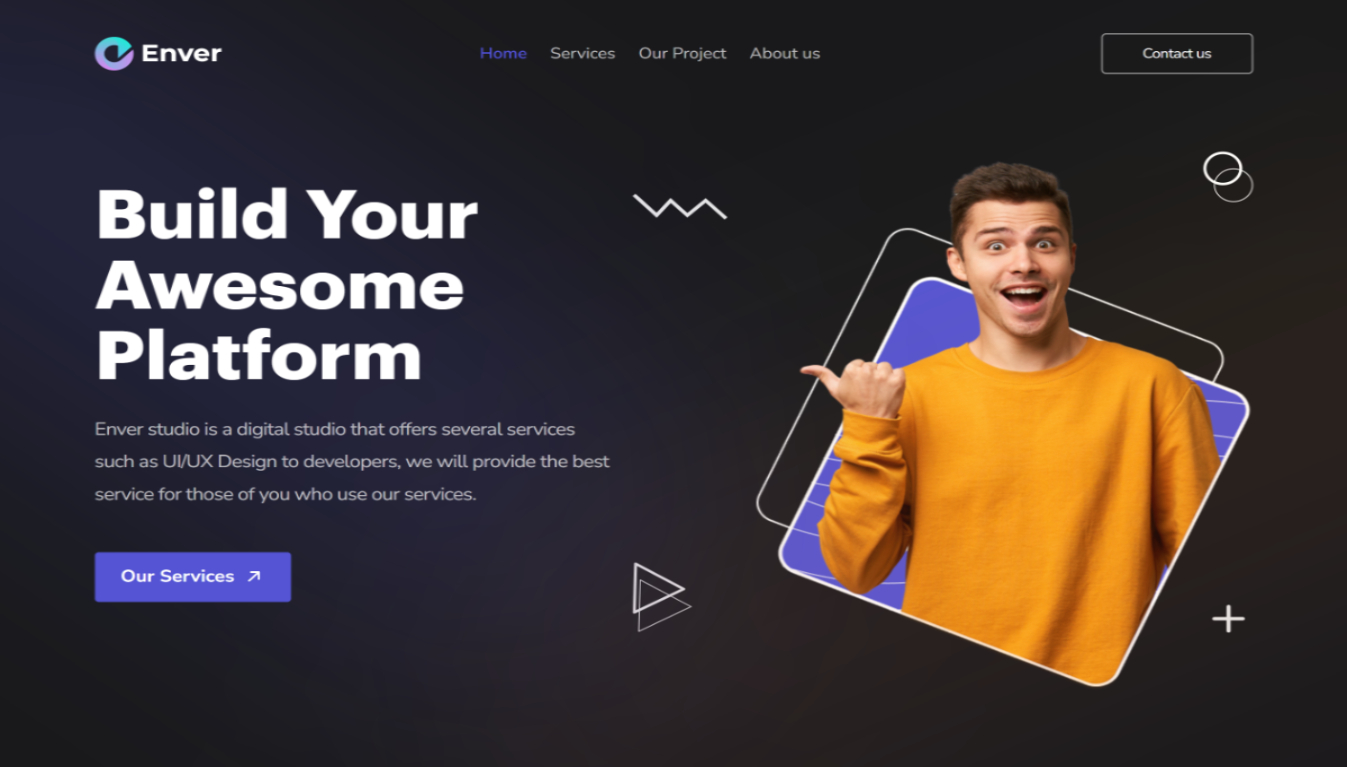 Enver
Home Services Our Project About us
Contact us
Build Your
Awesome
Platform
Enver studio is a digital studio that offers several services
such as UI/UX Design to developers, we will provide the best
service for those of you who use our services.
Our Services